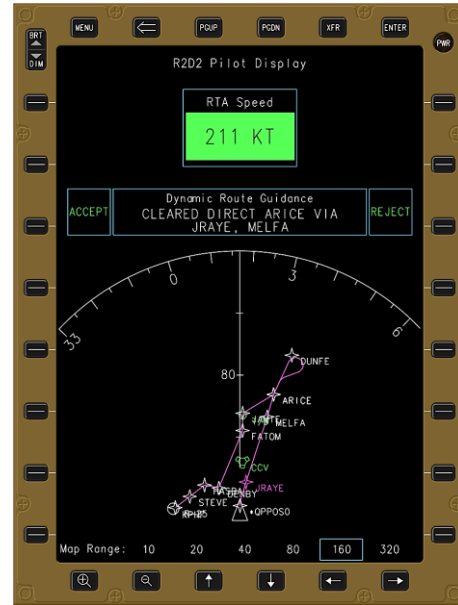 MENU
PGUP
PGDN
XFR
ENTER
BRT
DIM
PWR
R2D2 Pilot Display
RTA Speed
211 KT
ACCEPT
Dynamic Route Guidance
CLEARED DIRECT ARICE VIA
JRAYE, MELFA
REJECT
33
0
3
6
80-
DUNFE
ARICE
MELFA
FATOM
CCV
JRAYE
DENBY
STEVE
OPPOSO
Map Range: 10 20 40 80 160 320